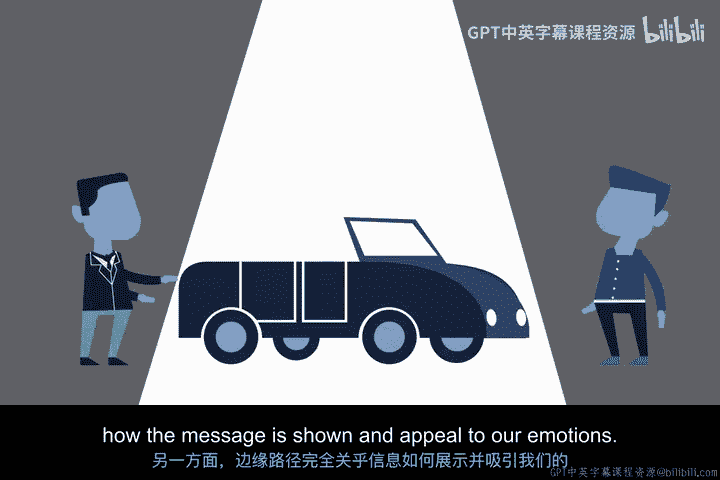 GPT中英字幕课程资源 bilibili
how the message is shown and appeal to our emotions.
另一方面，边缘路径完全关乎信息如何展示并吸引我们的
GPT中英字幕课程资源@bilibili.com